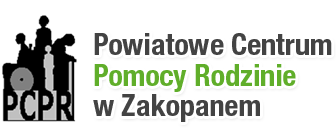 PCPR
Powiatowe Centrum
Pomocy Rodzinie
w Zakopanem